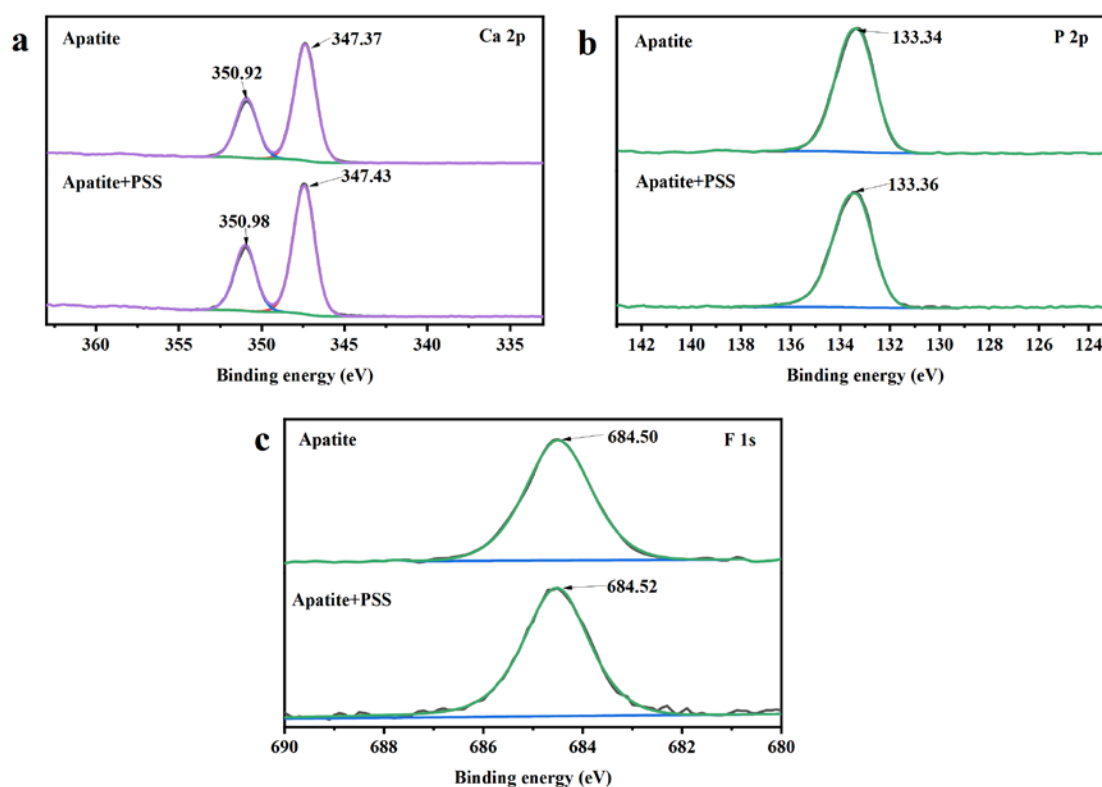 a
Apatite
Ca 2p
347.37
350.92
Apatite+PSS
347.43
350.98
360 355 350 345 340 335
Binding energy (eV)
b
Apatite
P 2p
133.34
Apatite+PSS
133.36
142 140 138 136 134 132 130 128 126 124
Binding energy (eV)
c
Apatite
F 1s
684.50
Apatite+PSS
684.52
690 688 686 684 682 680
Binding energy (eV)